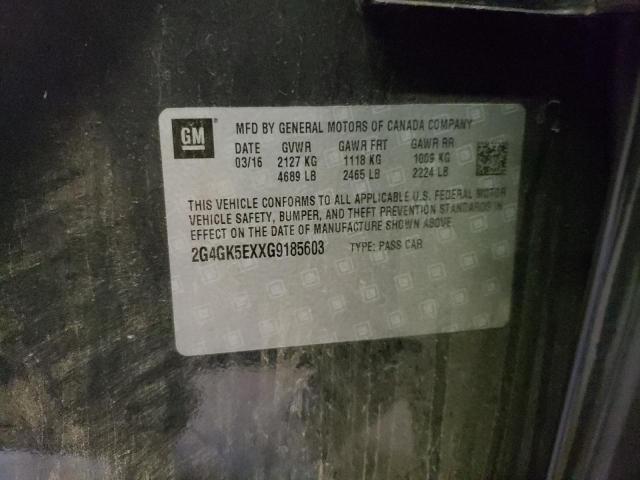 GM ® MFD BY GENERAL MOTORS OF CANADA COMPANY
DATE GVWR GAWR FRT GAWR RR
03/16 2127 KG 1118 KG 1009 KG
4689 LB 2465 LB 2224 LB
THIS VEHICLE CONFORMS TO ALL APPLICABLE U.S. FEDERAL MOTOR
VEHICLE SAFETY, BUMPER, AND THEFT PREVENTION STANDARDS IN
EFFECT ON THE DATE OF MANUFACTURE SHOWN ABOVE.
2G4GK5EXXG9185603 TYPE: PASS CAR